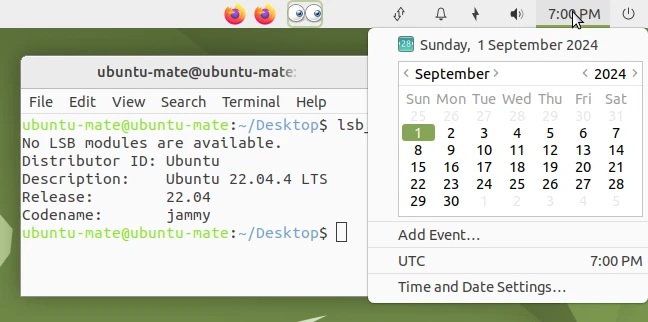 7:00 PM
ubuntu-mate@ubuntu-mate:
File Edit View Search Terminal Help
ubuntu-mate@ubuntu-mate:~/Desktop$ lsb_
No LSB modules are available.
Distributor ID: Ubuntu
Description: Ubuntu 22.04.4 LTS
Release: 22.04
Codename: jammy
ubuntu-mate@ubuntu-mate:~/Desktop$
28 Sunday, 1 September 2024
< September > < 2024 >
Sun Mon Tue Wed Thu Fri Sat
25 26 27 28 29 30 31
1 2 3 4 5 6 7
8 9 10 11 12 13 14
15 16 17 18 19 20 21
22 23 24 25 26 27 28
29 30 1 2 3 4 5
Add Event…
UTC 7:00 PM
Time and Date Settings…